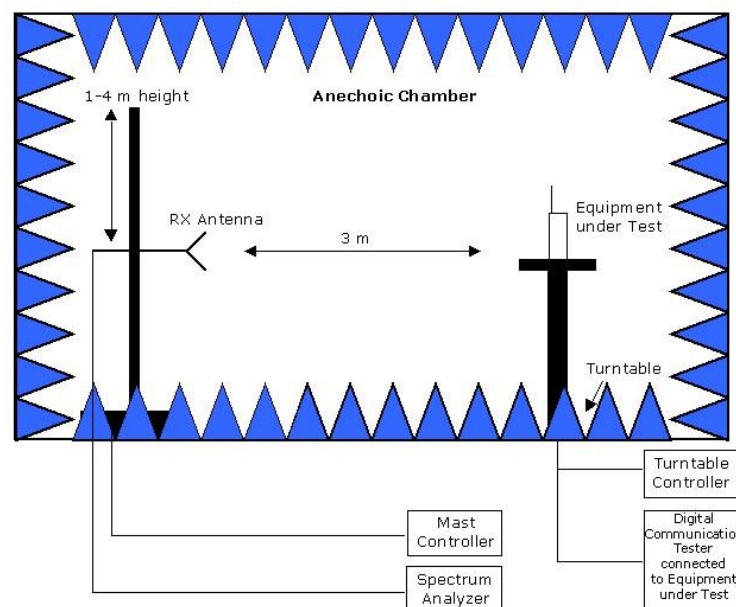 1-4 m height
Anechoic Chamber
RX Antenna
3 m
Equipment
under Test
Turntable
Turntable
Controller
Mast
Controller
Digital
Communicatio
Tester
connected
to Equipment
under Test
Spectrum
Analyzer